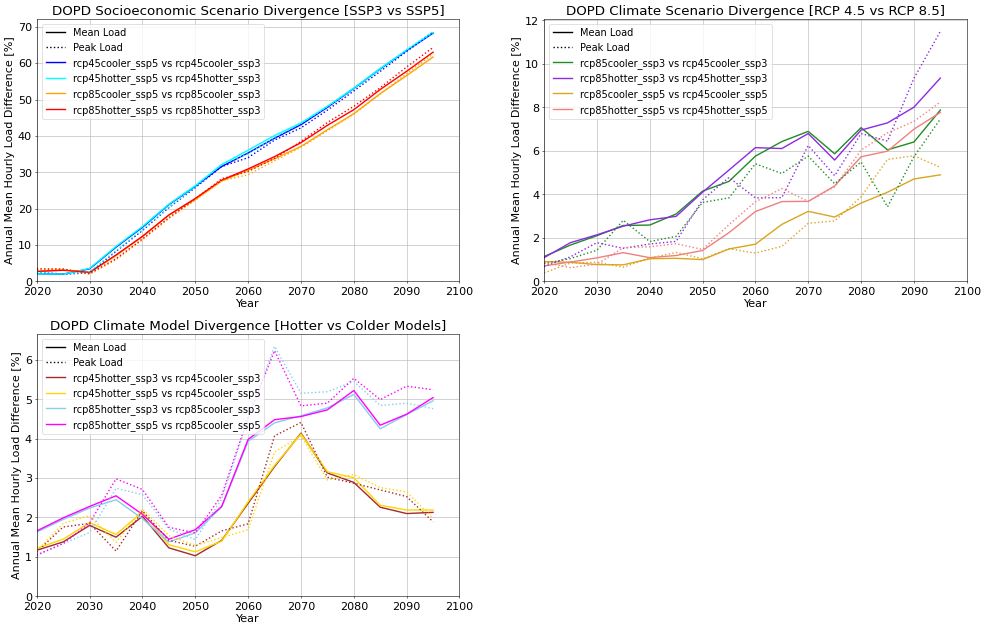 DOPD Socioeconomic Scenario Divergence [SSP3 vs SSP5]
Annual Mean Hourly Load Difference [%]
70
60
50
40
30
20
10
0
Mean Load
Peak Load
rcp45cooler_ssp5 vs rcp45cooler_ssp3
rcp45hotter_ssp5 vs rcp45hotter_ssp3
rcp85cooler_ssp5 vs rcp85cooler_ssp3
rcp85hotter_ssp5 vs rcp85hotter_ssp3
2020 2030 2040 2050 2060 2070 2080 2090 2100
Year
DOPD Climate Scenario Divergence [RCP 4.5 vs RCP 8.5]
Annual Mean Hourly Load Difference [%]
12
10
8
6
4
2
0
Mean Load
Peak Load
rcp85cooler_ssp3 vs rcp45cooler_ssp3
rcp85hotter_ssp3 vs rcp45hotter_ssp3
rcp85cooler_ssp5 vs rcp45cooler_ssp5
rcp85hotter_ssp5 vs rcp45hotter_ssp5
2020 2030 2040 2050 2060 2070 2080 2090 2100
Year
DOPD Climate Model Divergence [Hotter vs Colder Models]
Annual Mean Hourly Load Difference [%]
6
5
4
3
2
1
0
Mean Load
Peak Load
rcp45hotter_ssp3 vs rcp45cooler_ssp3
rcp45hotter_ssp5 vs rcp45cooler_ssp5
rcp85hotter_ssp3 vs rcp85cooler_ssp3
rcp85hotter_ssp5 vs rcp85cooler_ssp5
2020 2030 2040 2050 2060 2070 2080 2090 2100
Year